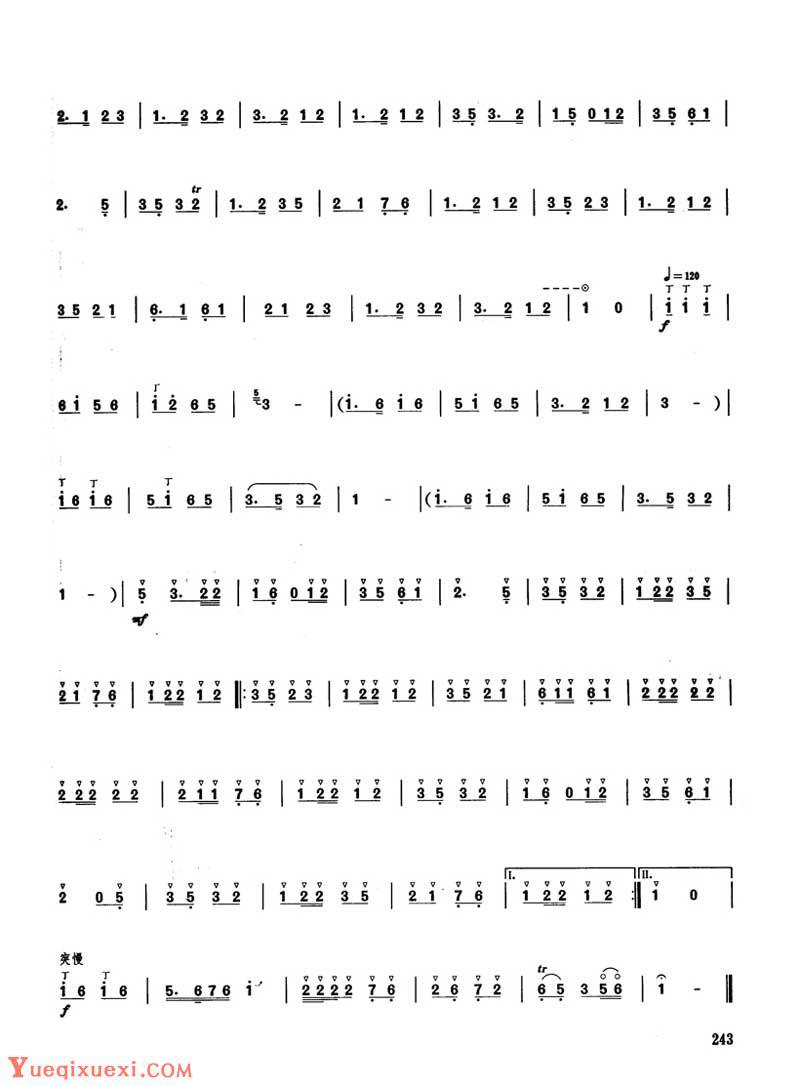 2. 1 2 3 | 1. 2 3 2 | 3. 2 1 2 | 1. 2 1 2 | 3 5 3. 2 | 1 5 0 1 2 | 3 5 6 1 |
2. 5 | 3 5 3 2 tr | 1. 2 3 5 | 2 1 7 6 | 1. 2 1 2 | 3 5 2 3 | 1. 2 1 2 |
♩=120
3 5 2 1 | 6. 1 6 1 | 2 1 2 3 | 1. 2 3 2 | 3. 2 1 2 | 1 0 | i i i |
f
6 i 5 6 | i 2 6 5 | 3 - | (i. 6 i 6 | 5 i 6 5 | 3. 2 1 2 | 3 - ) |
i 6 i 6 | 5 i 6 5 | 3. 5 3 2 | 1 - | (i. 6 i 6 | 5 i 6 5 | 3. 5 3 2 |
1 - ) | 5 3. 2 2 | 1 6 0 1 2 | 3 5 6 1 | 2. 5 | 3 5 3 2 | 1 2 2 3 5 |
mf
2 1 7 6 | 1 2 2 1 2 ‖: 3 5 2 3 | 1 2 2 1 2 | 3 5 2 1 | 6 1 1 6 1 | 2 2 2 2 2 |
2 2 2 2 2 | 2 1 1 7 6 | 1 2 2 1 2 | 3 5 3 2 | 1 6 0 1 2 | 3 5 6 1 |
I. II.
2 0 5 | 3 5 3 2 | 1 2 2 3 5 | 2 1 7 6 | 1 2 2 1 2 :‖ 1 0 |
突慢
i 6 i 6 | 5. 6 7 6 i | 2 2 2 2 7 6 | 2 6 7 2 | tr 6 5 3 5 6 | 1 - ‖
f
243
Yueqixuexi.com